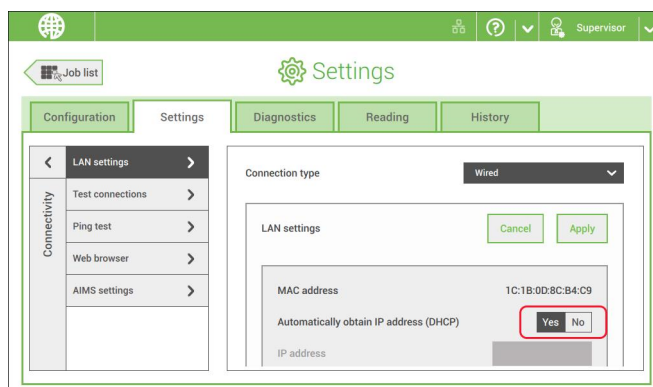 Supervisor
Job list
Settings
Configuration
Settings
Diagnostics
Reading
History
Connectivity
LAN settings
Test connections
Ping test
Web browser
AIMS settings
Connection type
Wired
LAN settings
Cancel
Apply
MAC address
1C:1B:0D:8C:B4:C9
Automatically obtain IP address (DHCP)
Yes No
IP address